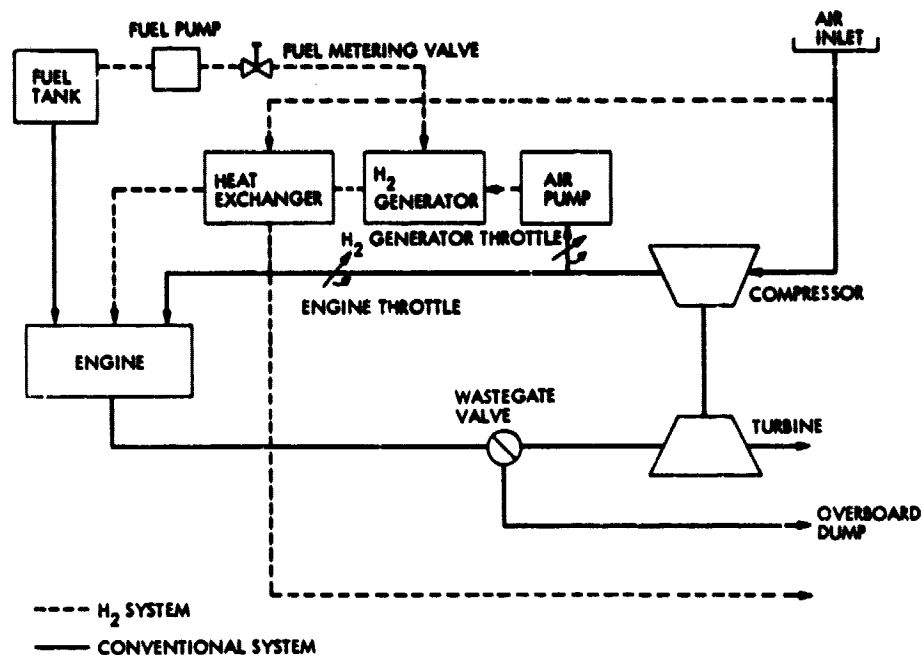 FUEL PUMP
AIR
INLET
FUEL METERING VALVE
FUEL
TANK
HEAT
EXCHANGER
H2
GENERATOR
AIR
PUMP
H2 GENERATOR THROTTLE
COMPRESSOR
ENGINE THROTTLE
ENGINE
WASTEGATE
VALVE
TURBINE
OVERBOARD
DUMP
H2 SYSTEM
CONVENTIONAL SYSTEM